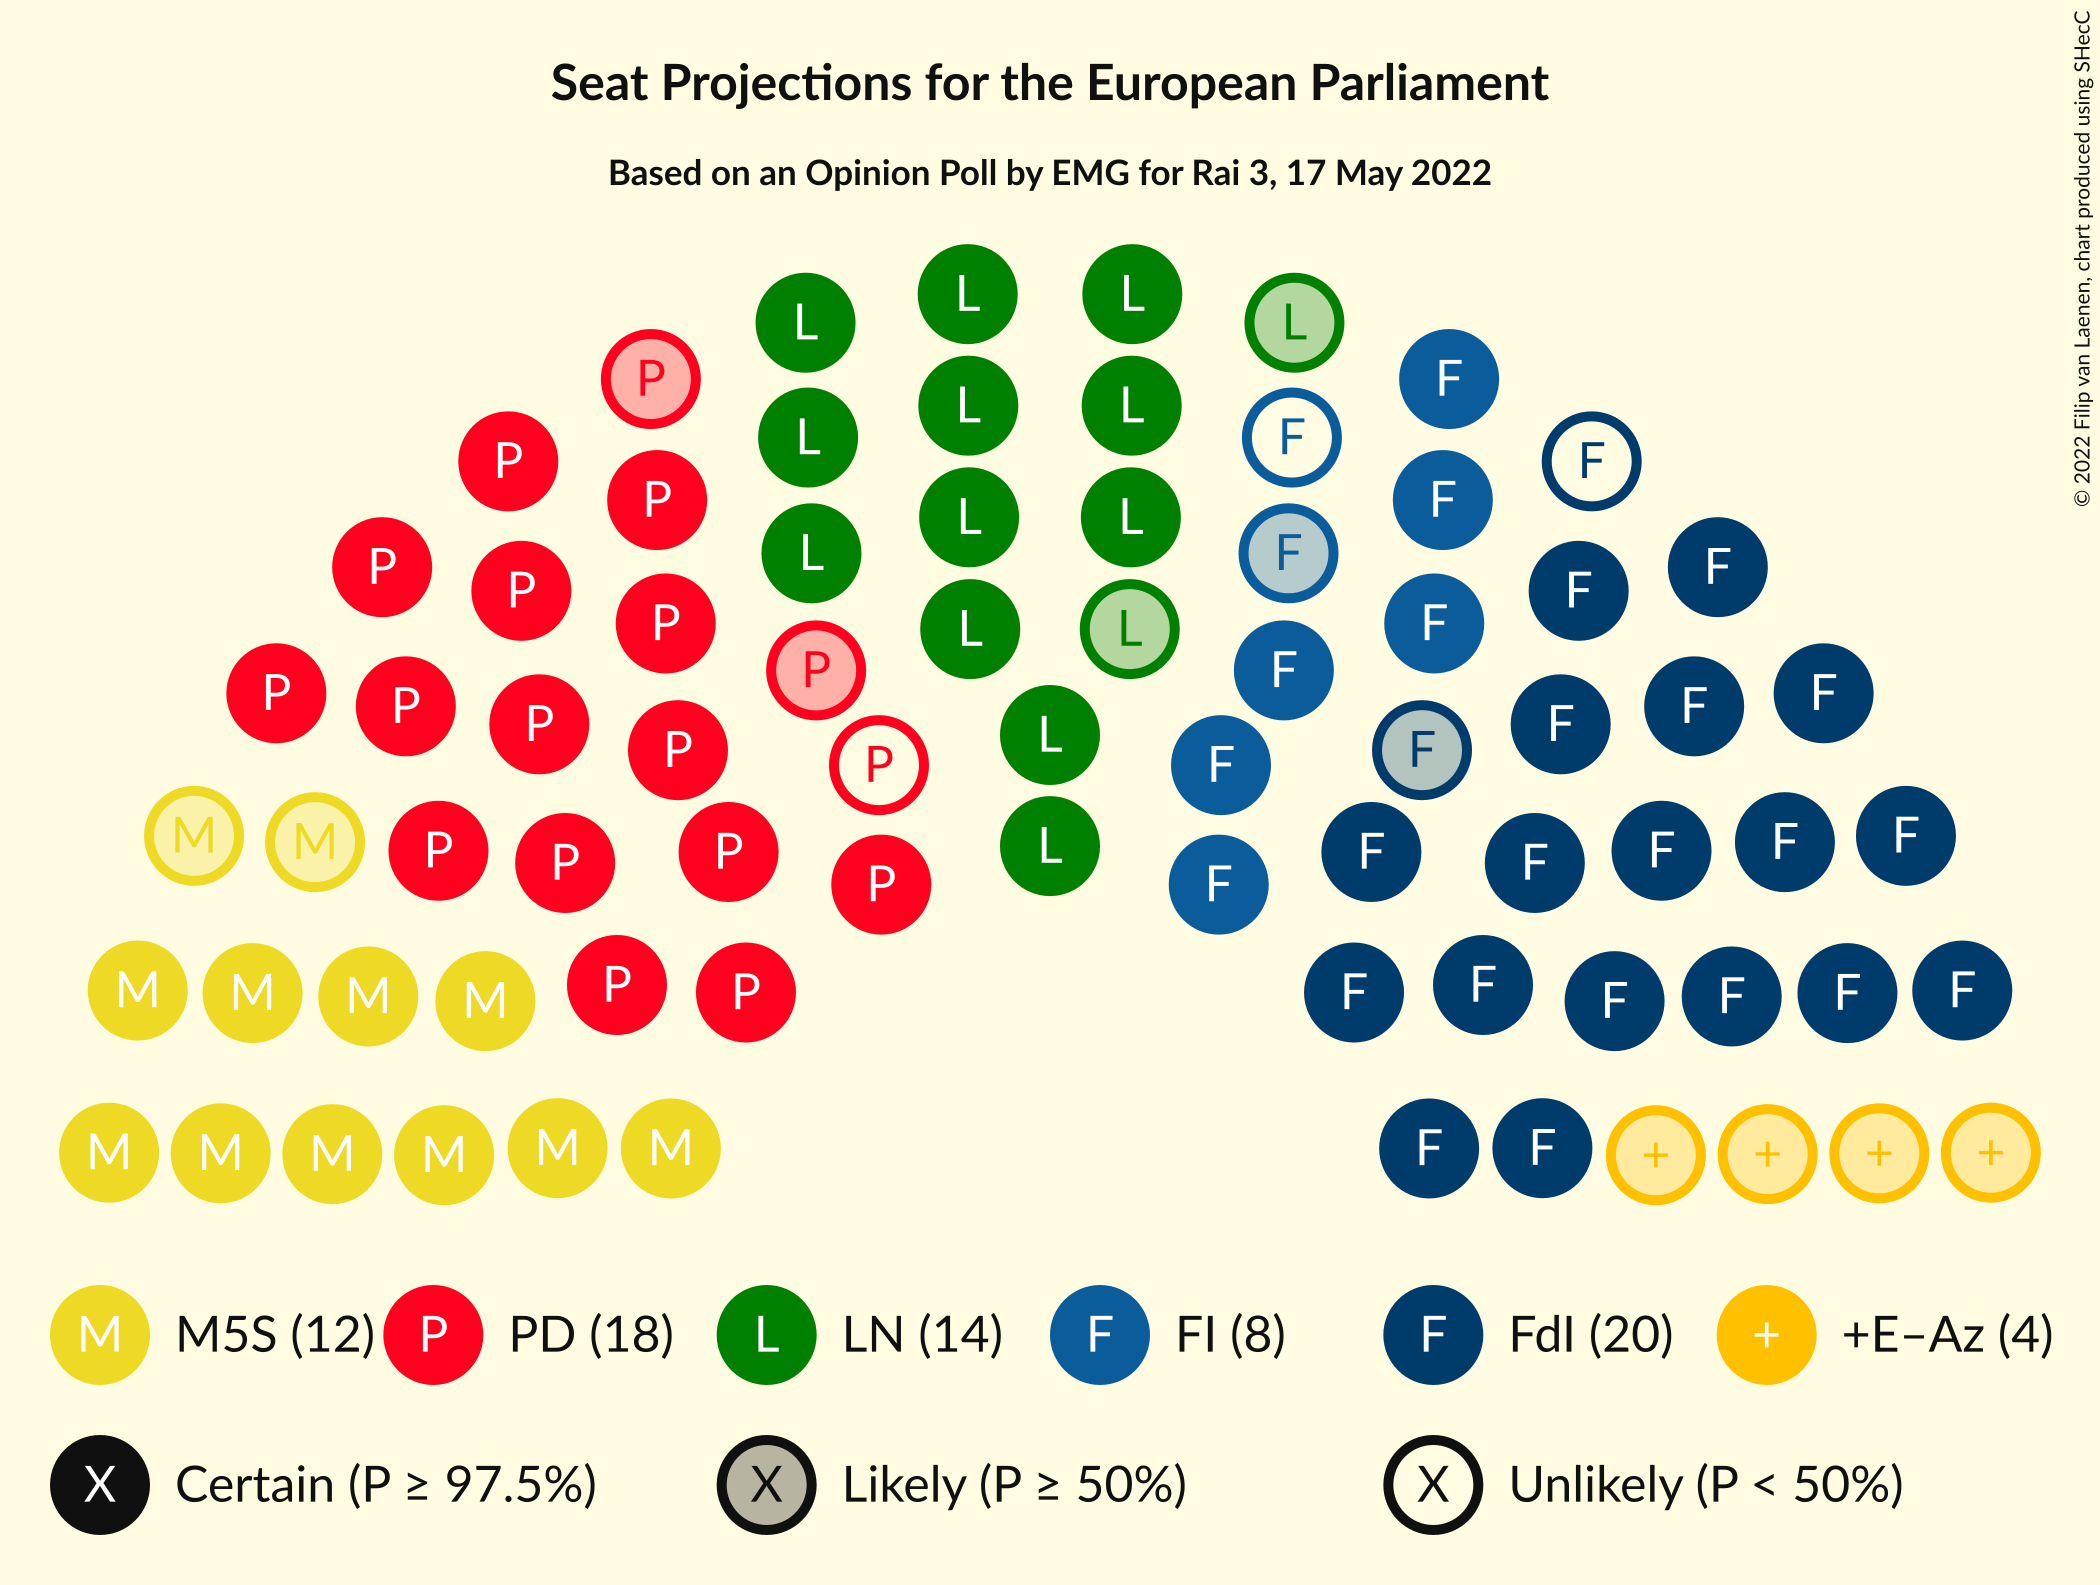 Seat Projections for the European Parliament
Based on an Opinion Poll by EMG for Rai 3, 17 May 2022
© 2022 Filip van Laenen, chart produced using SHecC
L L
L L
P F
L L
L F
P F
P P F
L L
L F
P F
P F
P P F F
L L
P F
P P F F
P P F F
L
P F
P F
M M P P P L F F F F F
P F
M M M M P P F F F F F F
M M M M M M F F + + + +
M M5S (12) P PD (18) L LN (14) F FI (8) F FdI (20) + +E–Az (4)
X Certain (P ≥ 97.5%) X Likely (P ≥ 50%) X Unlikely (P < 50%)